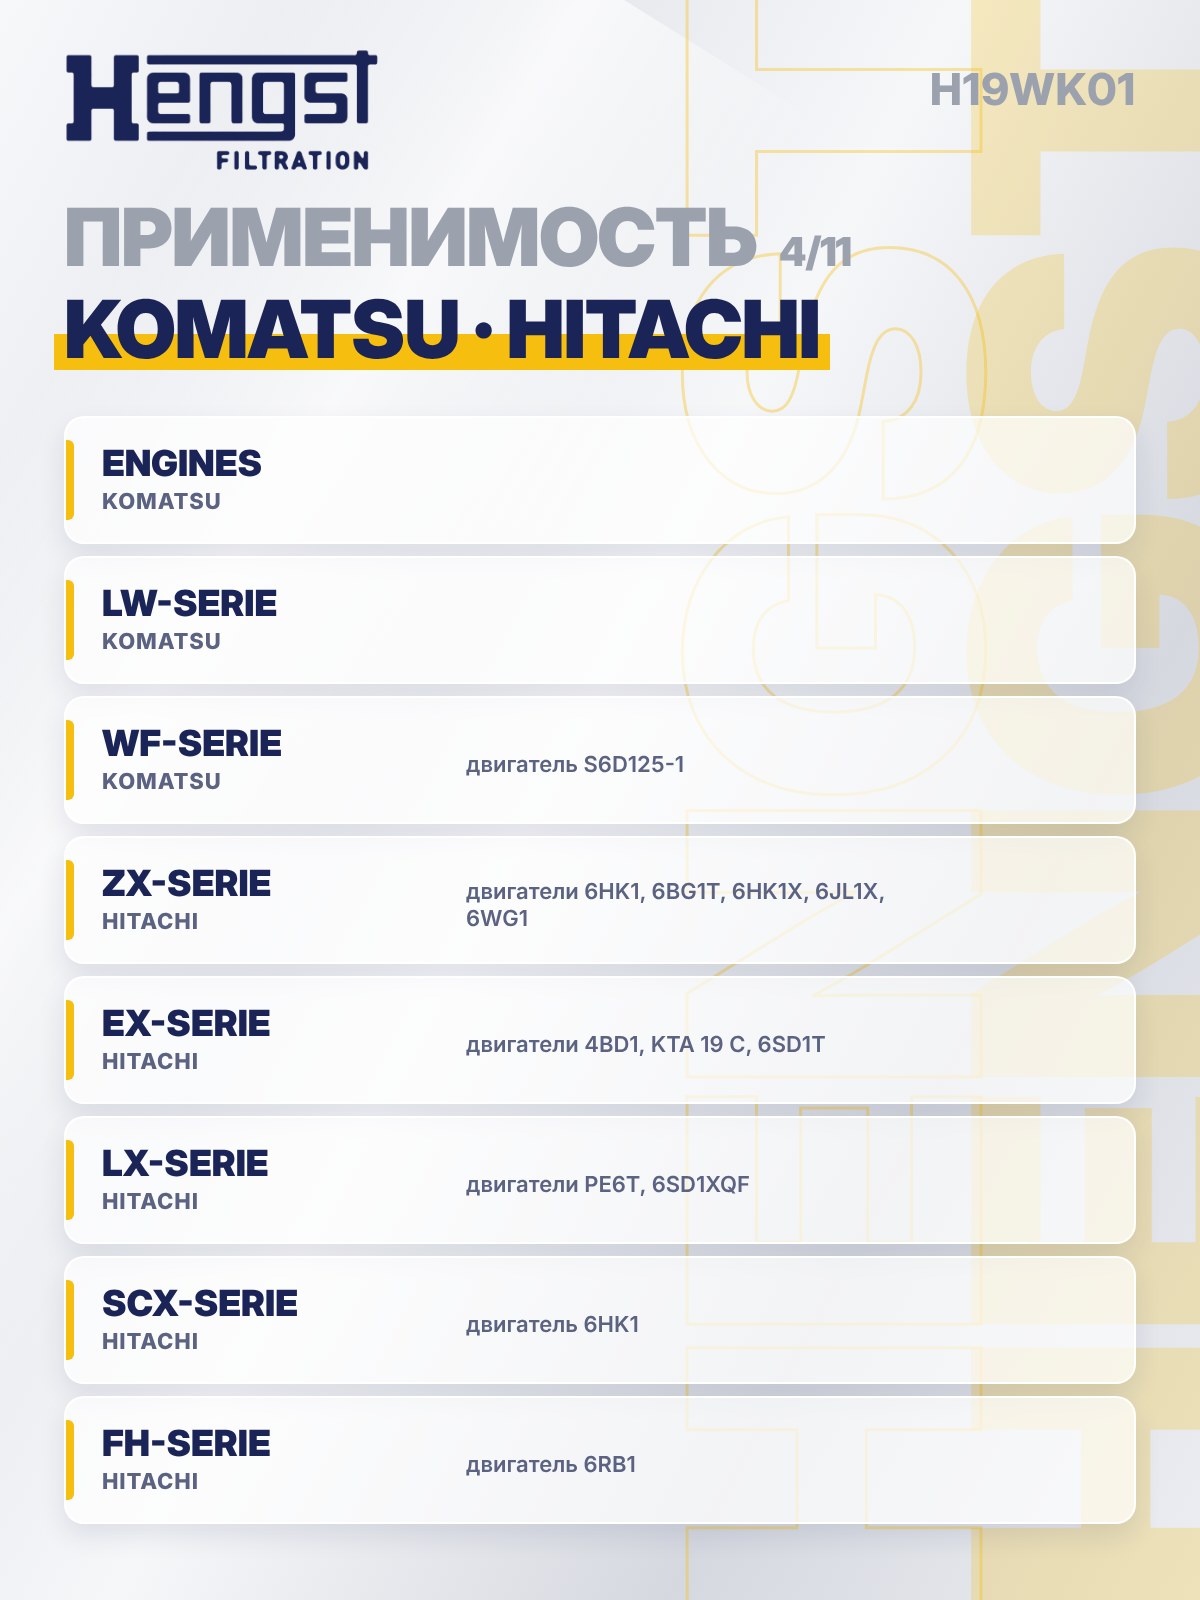 Hengst
FILTRATION
H19WK01
ПРИМЕНИМОСТЬ 4/11
KOMATSU · HITACHI
ENGINES
KOMATSU
LW-SERIE
KOMATSU
WF-SERIE
KOMATSU
двигатель S6D125-1
ZX-SERIE
HITACHI
двигатели 6HK1, 6BG1T, 6HK1X, 6JL1X,
6WG1
EX-SERIE
HITACHI
двигатели 4BD1, KTA 19 C, 6SD1T
LX-SERIE
HITACHI
двигатели PE6T, 6SD1XQF
SCX-SERIE
HITACHI
двигатель 6HK1
FH-SERIE
HITACHI
двигатель 6RB1
HENGST
HENGST